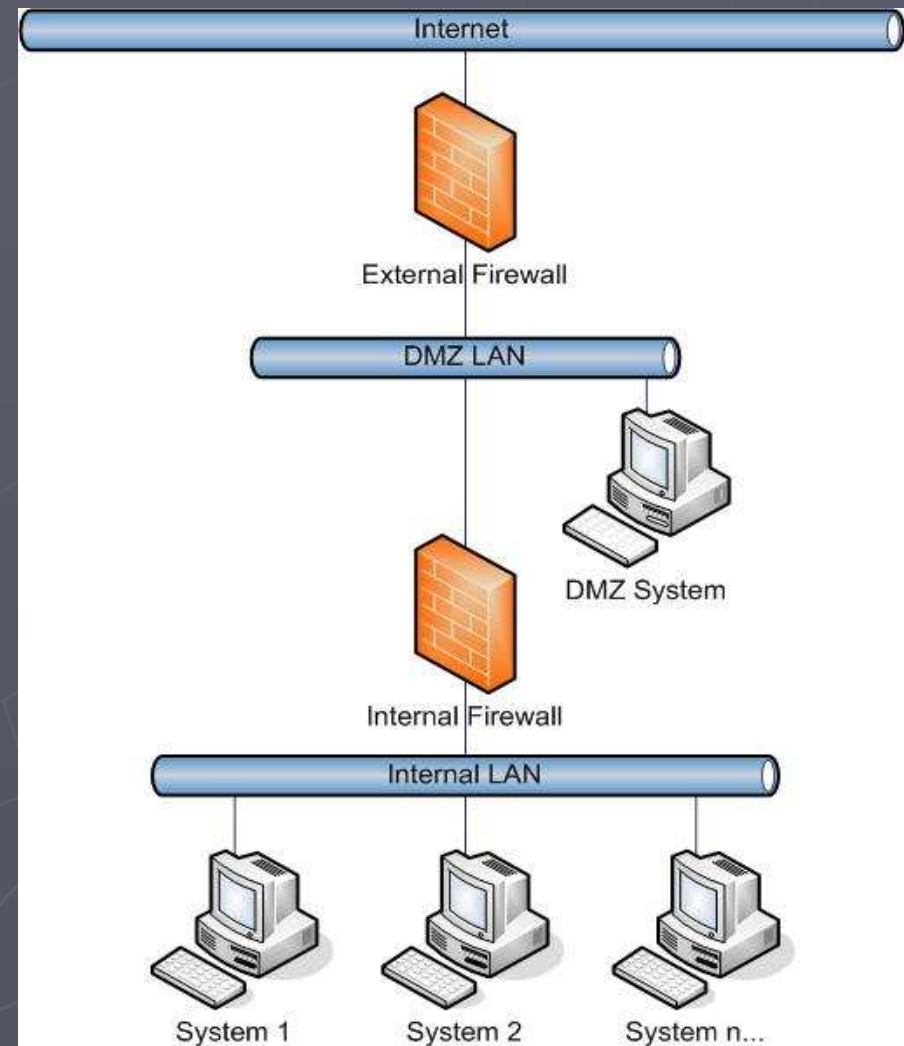 Internet
External Firewall
DMZ LAN
DMZ System
Internal Firewall
Internal LAN
System 1
System 2
System n...